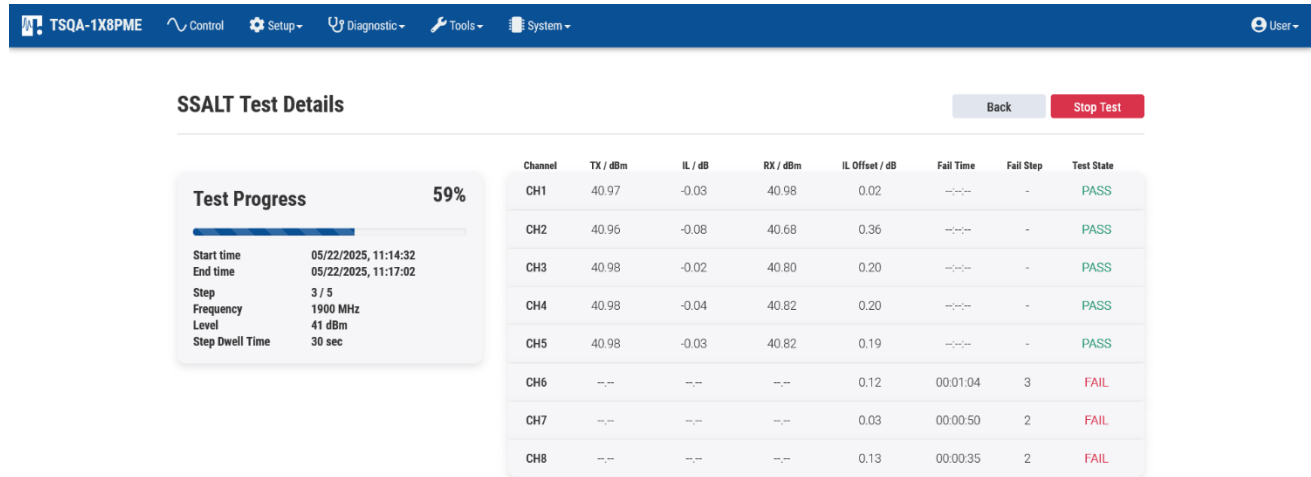 TSQA-1X8PME Control Setup Diagnostic Tools System User
SSALT Test Details
Back Stop Test
Test Progress 59%
Start time 05/22/2025, 11:14:32
End time 05/22/2025, 11:17:02
Step 3 / 5
Frequency 1900 MHz
Level 41 dBm
Step Dwell Time 30 sec
Channel TX / dBm IL / dB RX / dBm IL Offset / dB Fail Time Fail Step Test State
CH1 40.97 -0.03 40.98 0.02 --:--:-- - PASS
CH2 40.96 -0.08 40.68 0.36 --:--:-- - PASS
CH3 40.98 -0.02 40.80 0.20 --:--:-- - PASS
CH4 40.98 -0.04 40.82 0.20 --:--:-- - PASS
CH5 40.98 -0.03 40.82 0.19 --:--:-- - PASS
CH6 --.-- --.-- --.-- 0.12 00:01:04 3 FAIL
CH7 --.-- --.-- --.-- 0.03 00:00:50 2 FAIL
CH8 --.-- --.-- --.-- 0.13 00:00:35 2 FAIL